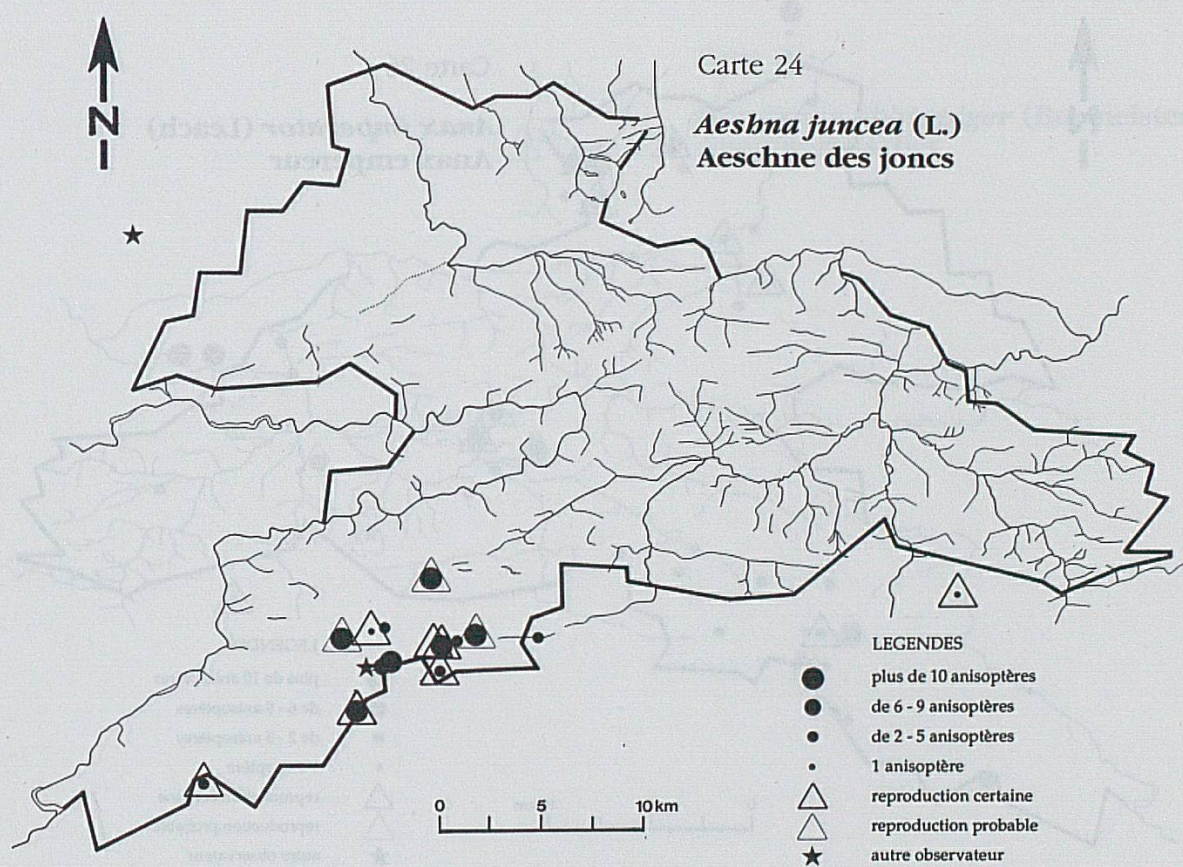 N
Carte 24
Aeshna juncea (L.)
Aeschne des joncs
LEGENDES
plus de 10 anisoptères
de 6 - 9 anisoptères
de 2 - 5 anisoptères
1 anisoptère
reproduction certaine
reproduction probable
autre observateur
0 5 10 km